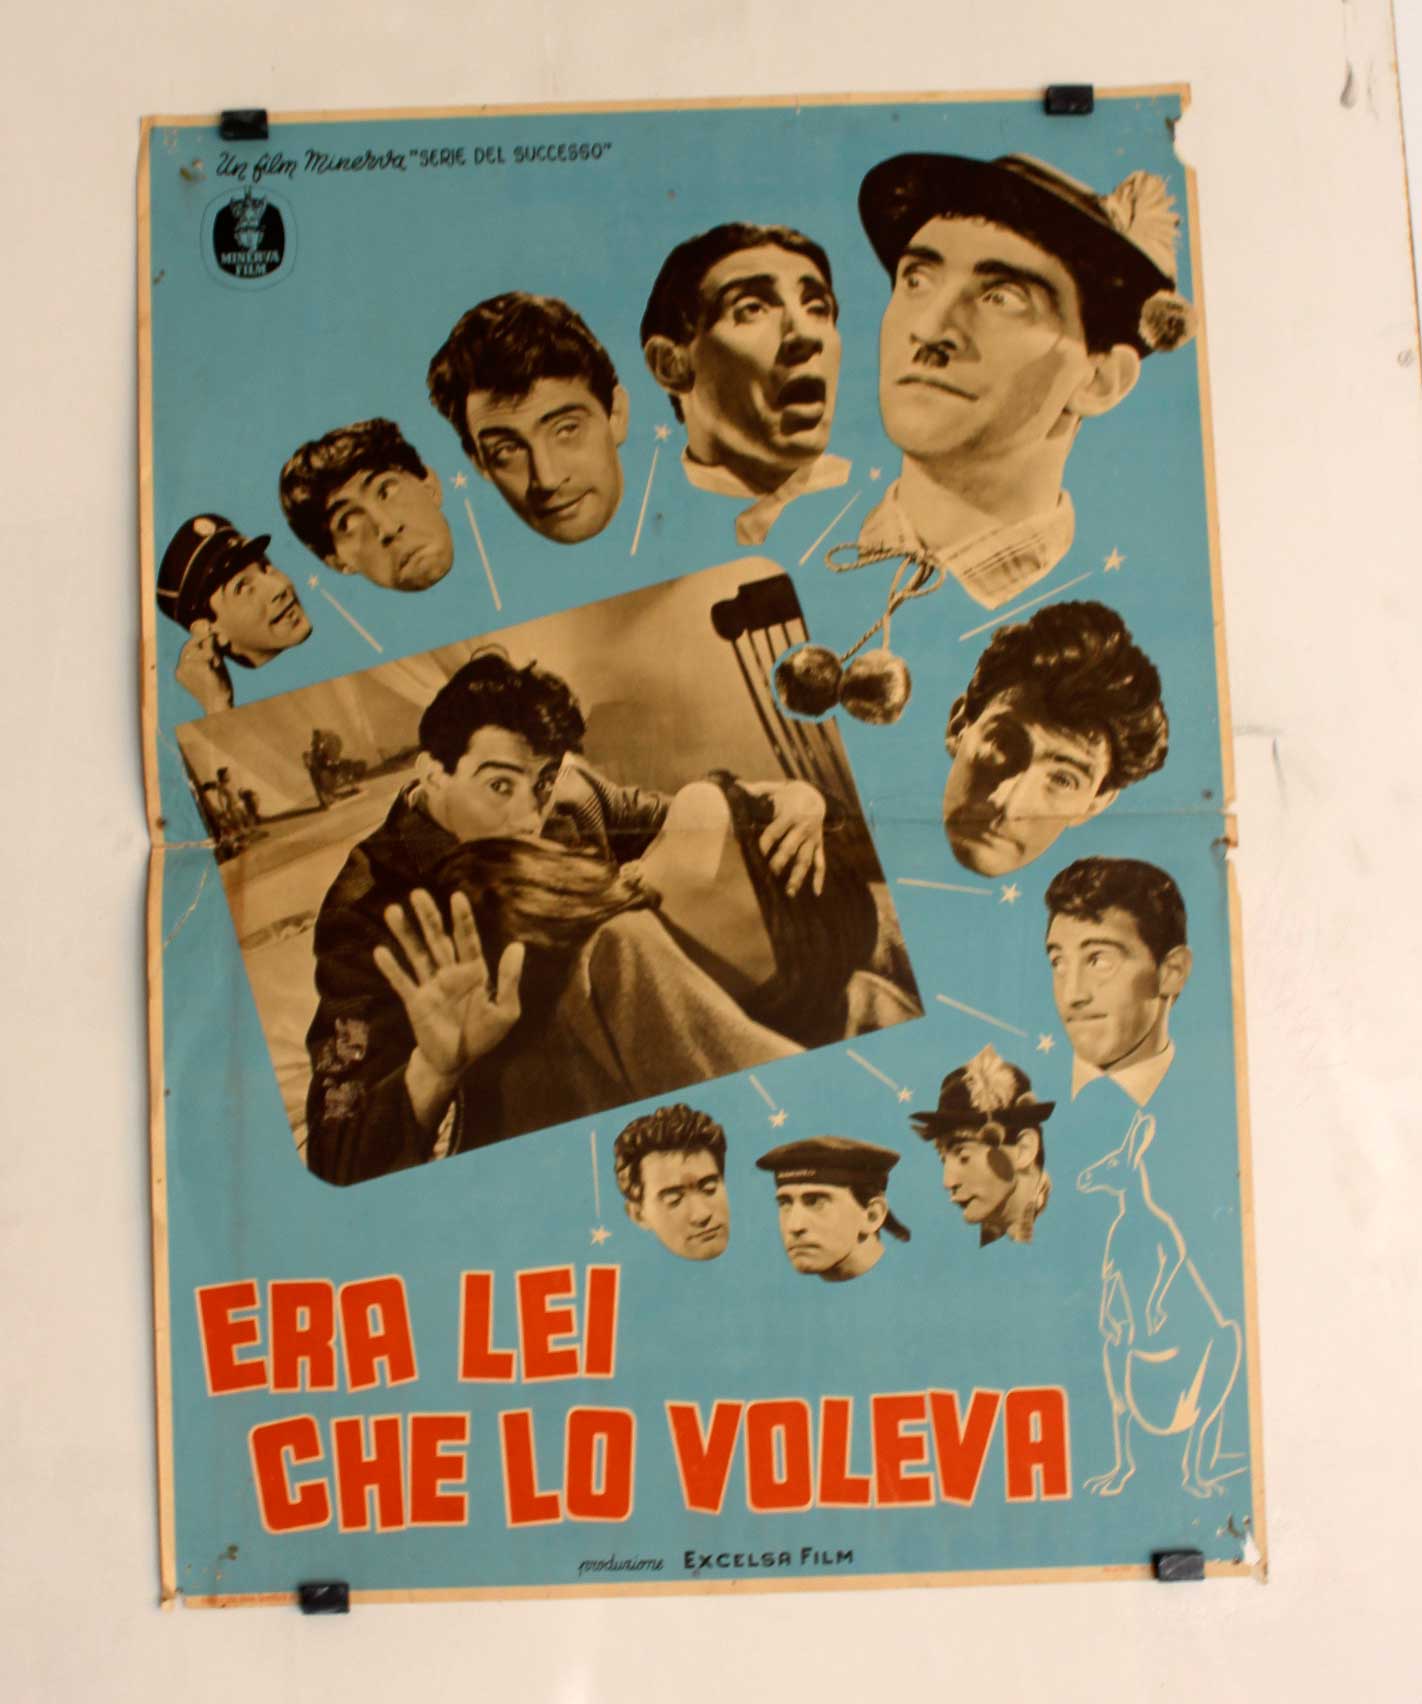 Un film Minerva "SERIE DEL SUCCESSO"
MINERVA
FILM
ERA LEI
CHE LO VOLEVA
produzione EXCELSA FILM